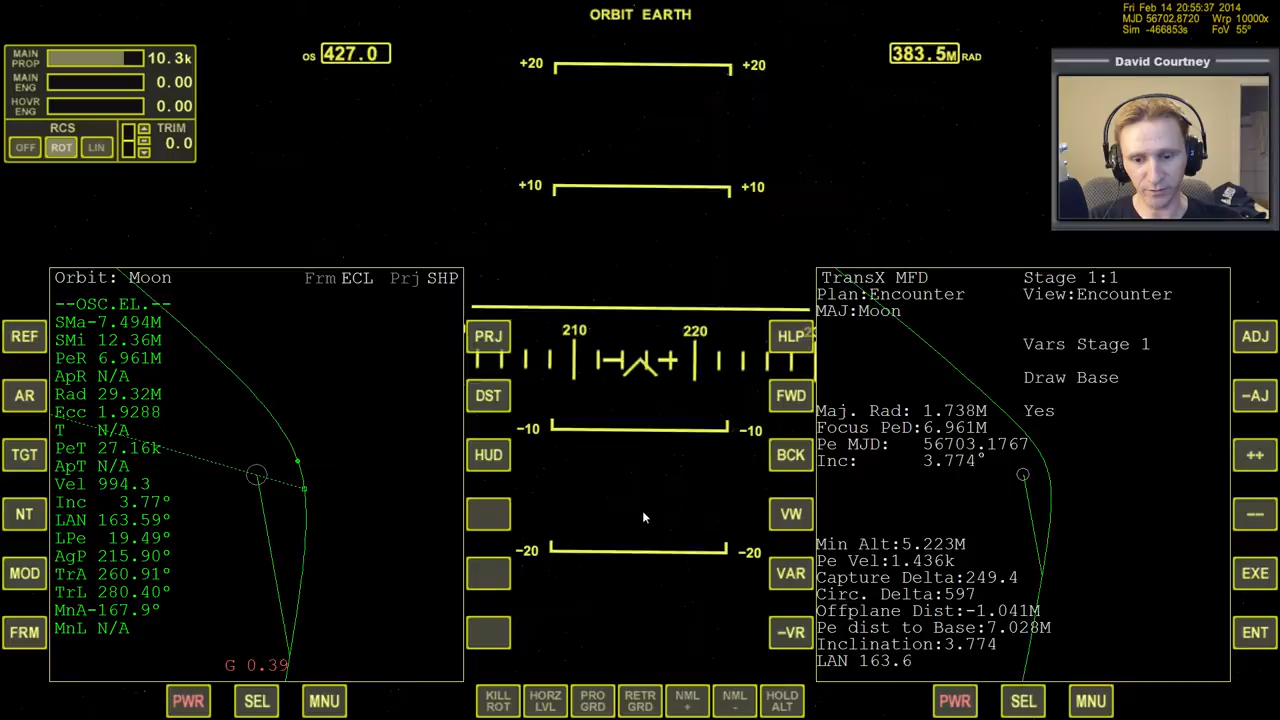 ORBIT EARTH
Fri Feb 14 20:55:37 2014
MJD 56702.8720 Wrp 10000x
Sim -466853s FoV 55°
MAIN PROP 10.3k
MAIN ENG 0.00
HOVR ENG 0.00
RCS TRIM
OFF ROT LIN 0.0
OS 427.0
383.5M RAD
David Courtney
+20 +20
+10 +10
210 220
-10 -10
-20 -20
Orbit: Moon Frm ECL Prj SHP
--OSC.EL.--
SMa-7.494M
SMi 12.36M
PeR 6.961M
ApR N/A
Rad 29.32M
Ecc 1.9288
T N/A
PeT 27.16k
ApT N/A
Vel 994.3
Inc 3.77°
LAN 163.59°
LPe 19.49°
AgP 215.90°
TrA 260.91°
TrL 280.40°
MnA-167.9°
MnL N/A
G 0.39
REF
AR
TGT
NT
MOD
FRM
PRJ
DST
HUD
PWR SEL MNU
KILL ROT
HORZ LVL
PRO GRD
RETR GRD
NML +
NML -
HOLD ALT
HLP
FWD
BCK
VW
VAR
-VR
TransX MFD Stage 1:1
Plan:Encounter View:Encounter
MAJ:Moon
Vars Stage 1
Draw Base
Maj. Rad: 1.738M Yes
Focus PeD:6.961M
Pe MJD: 56703.1767
Inc: 3.774°
Min Alt:5.223M
Pe Vel:1.436k
Capture Delta:249.4
Circ. Delta:597
Offplane Dist:-1.041M
Pe dist to Base:7.028M
Inclination:3.774
LAN 163.6
ADJ
-AJ
++
--
EXE
ENT
PWR SEL MNU